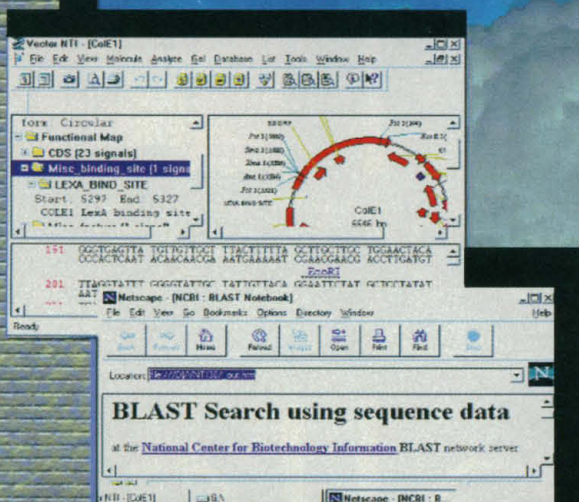 Vector NTI - [ColE1]
File Edit View Molecule Analyze Gel Database List Tools Window Help
form: Circular
Functional Map
CDS (23 signals)
Misc_binding_site (1 signa
LEXA_BIND_SITE
Start: 5297 End: 5327
COLE1 LexA binding site
ColE1
6646 bp
191 GGGTGAGTTA TGTTGTTGCT TTACTTTTTA GCTTGCTTGC TGGAACTACA
CCCACTCAAT ACAACAACGA AATGAAAAAT CGAACGAACG ACCTTGATGT
EcoRI
201 TTAGGTATTT GGGGTATTGC TATTGTTACA GGAATTCTAT GCTCCTATAT
AAT
Netscape - [NCBI : BLAST Notebook]
File Edit View Go Bookmarks Options Directory Window Help
Back Forward Home Reload Images Open Print Find Stop
Location:
BLAST Search using sequence data
at the National Center for Biotechnology Information BLAST network server
Ready
NTI - [ColE1]
G:\
Netscape - [NCBI : B